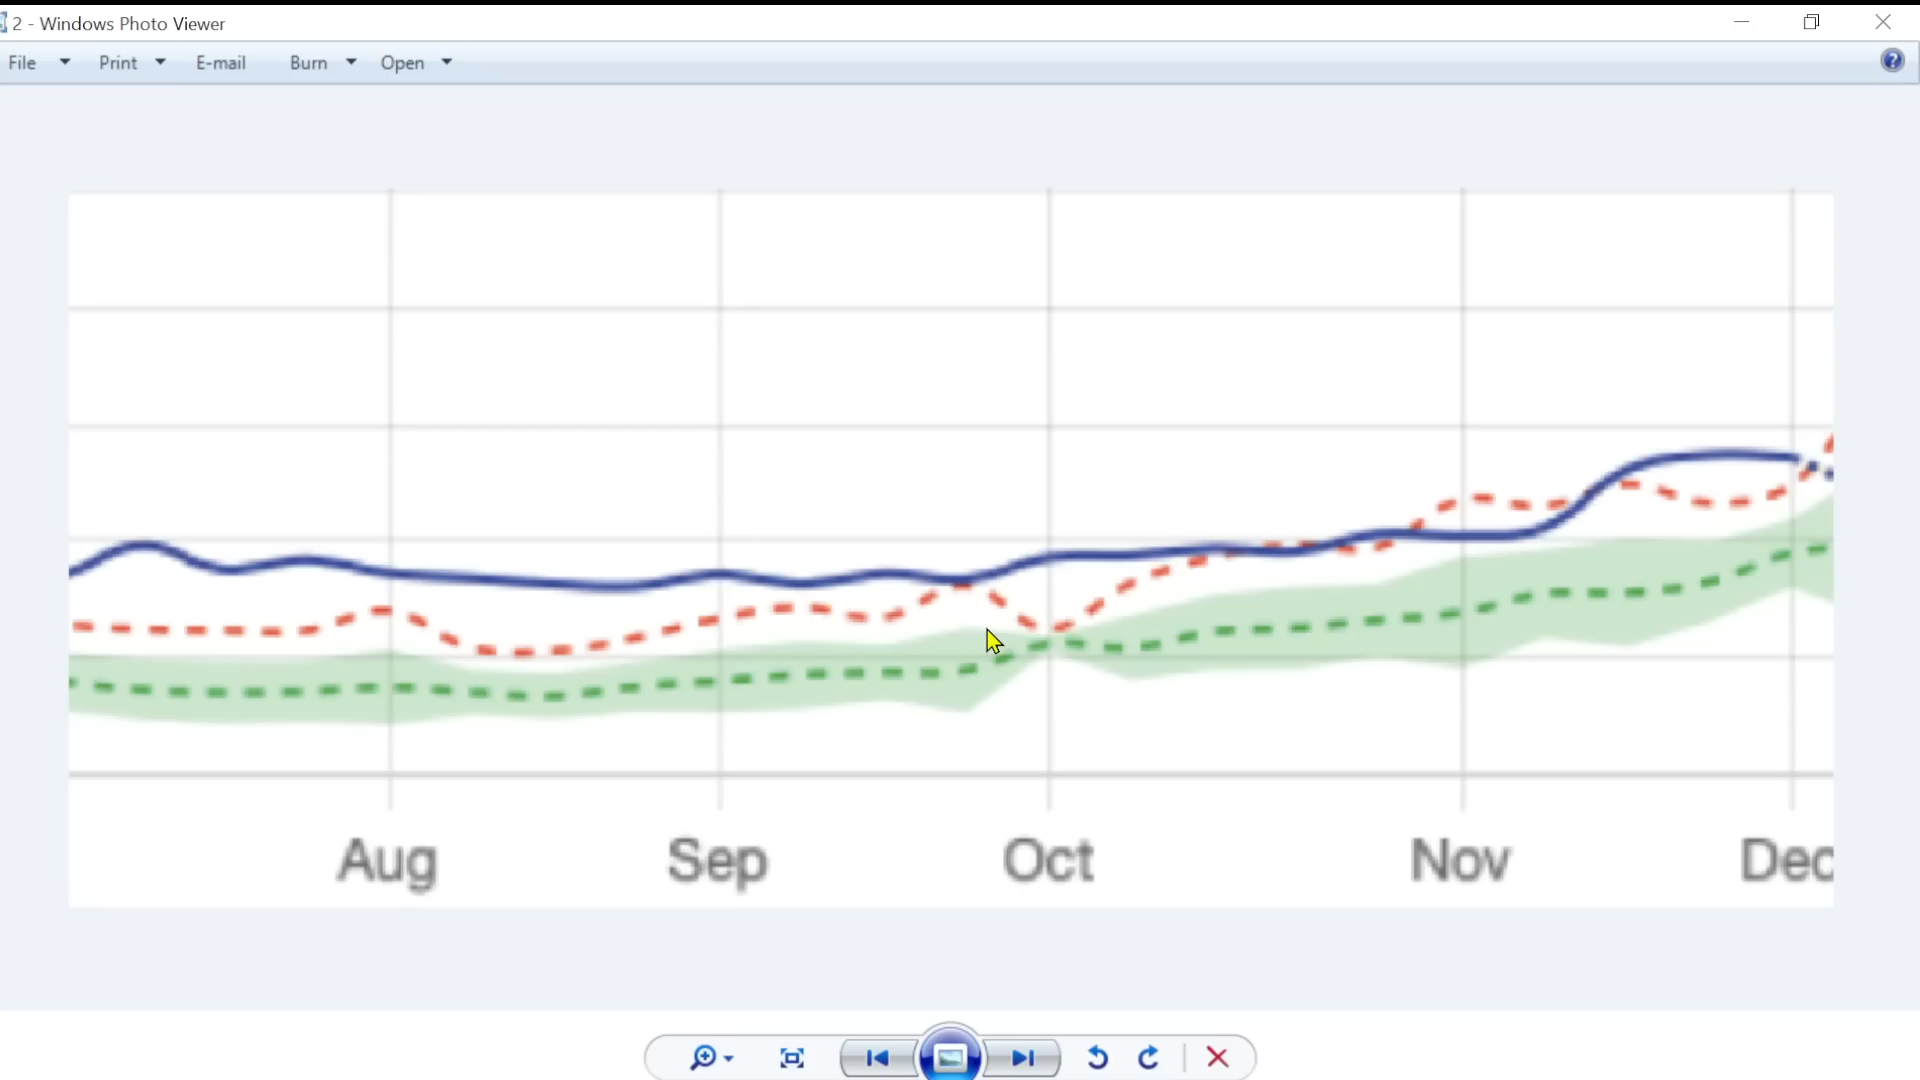 2 - Windows Photo Viewer
File Print E-mail Burn Open
?
Aug Sep Oct Nov Dec